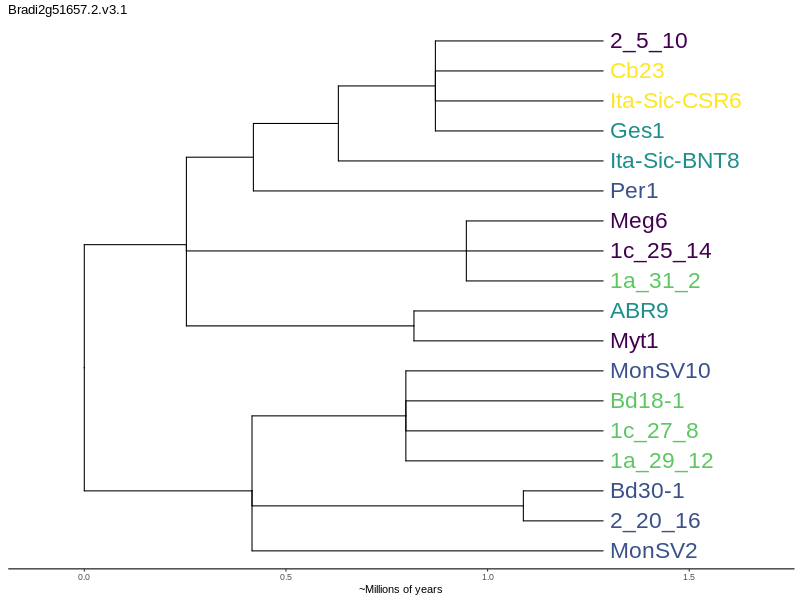 Bradi2g51657.2.v3.1
2_5_10
Cb23
Ita-Sic-CSR6
Ges1
Ita-Sic-BNT8
Per1
Meg6
1c_25_14
1a_31_2
ABR9
Myt1
MonSV10
Bd18-1
1c_27_8
1a_29_12
Bd30-1
2_20_16
MonSV2
0.0 0.5 1.0 1.5
~Millions of years